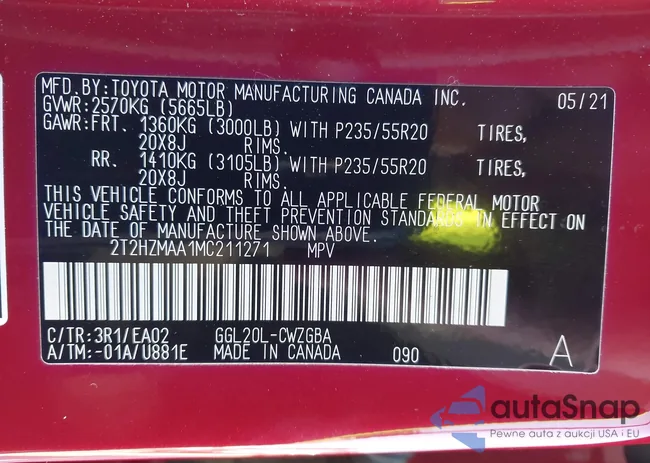 MFD.BY:TOYOTA MOTOR MANUFACTURING CANADA INC. 05/21
GVWR:2570KG (5665LB)
GAWR:FRT. 1360KG (3000LB) WITH P235/55R20 TIRES,
20X8J RIMS.
RR. 1410KG (3105LB) WITH P235/55R20 TIRES,
20X8J RIMS.
THIS VEHICLE CONFORMS TO ALL APPLICABLE FEDERAL MOTOR
VEHICLE SAFETY AND THEFT PREVENTION STANDARDS IN EFFECT ON
THE DATE OF MANUFACTURE SHOWN ABOVE.
2T2HZMAA1MC211271 MPV
C/TR:3R1/EA02 GGL20L-CWZGBA
A/TM:-01A/U881E MADE IN CANADA 090 A
autaSnap
Pewne auta z aukcji USA i EU